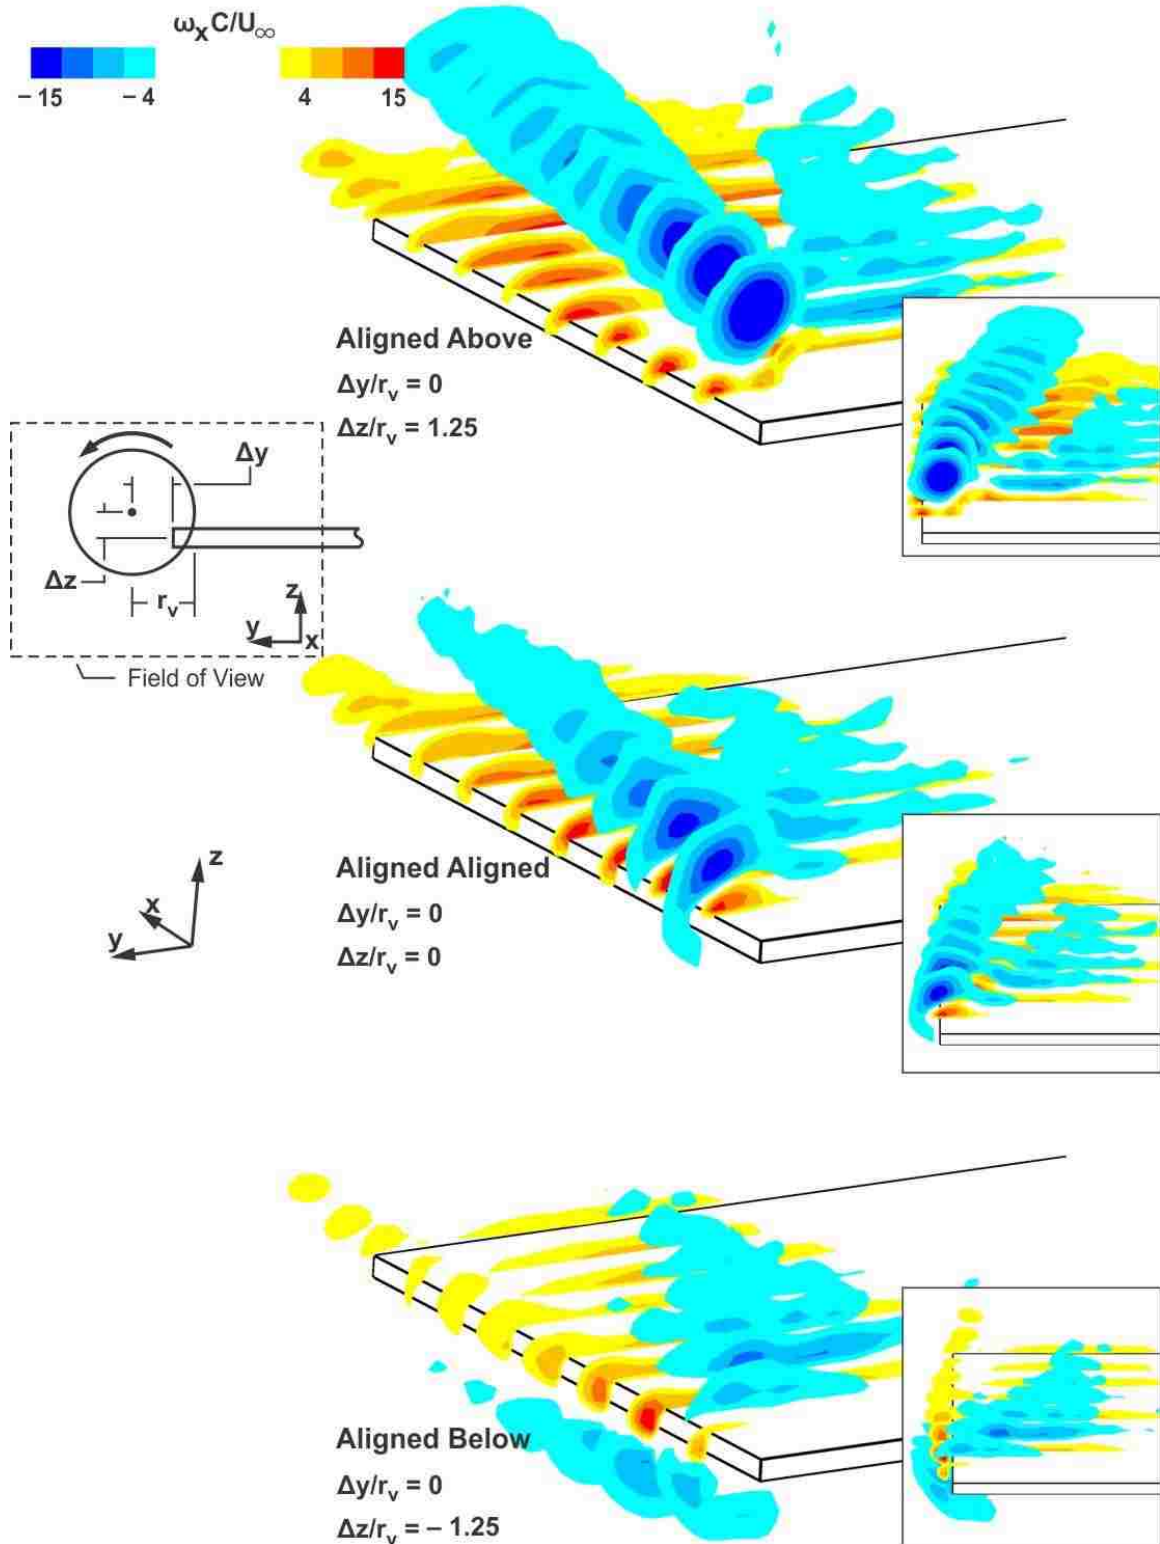 ωₓC/U∞
– 15 – 4 4 15
Aligned Above
Δy/rᵥ = 0
Δz/rᵥ = 1.25
Δy
Δz
rᵥ
z
y x
Field of View
Aligned Aligned
Δy/rᵥ = 0
Δz/rᵥ = 0
z
x
y
Aligned Below
Δy/rᵥ = 0
Δz/rᵥ = – 1.25